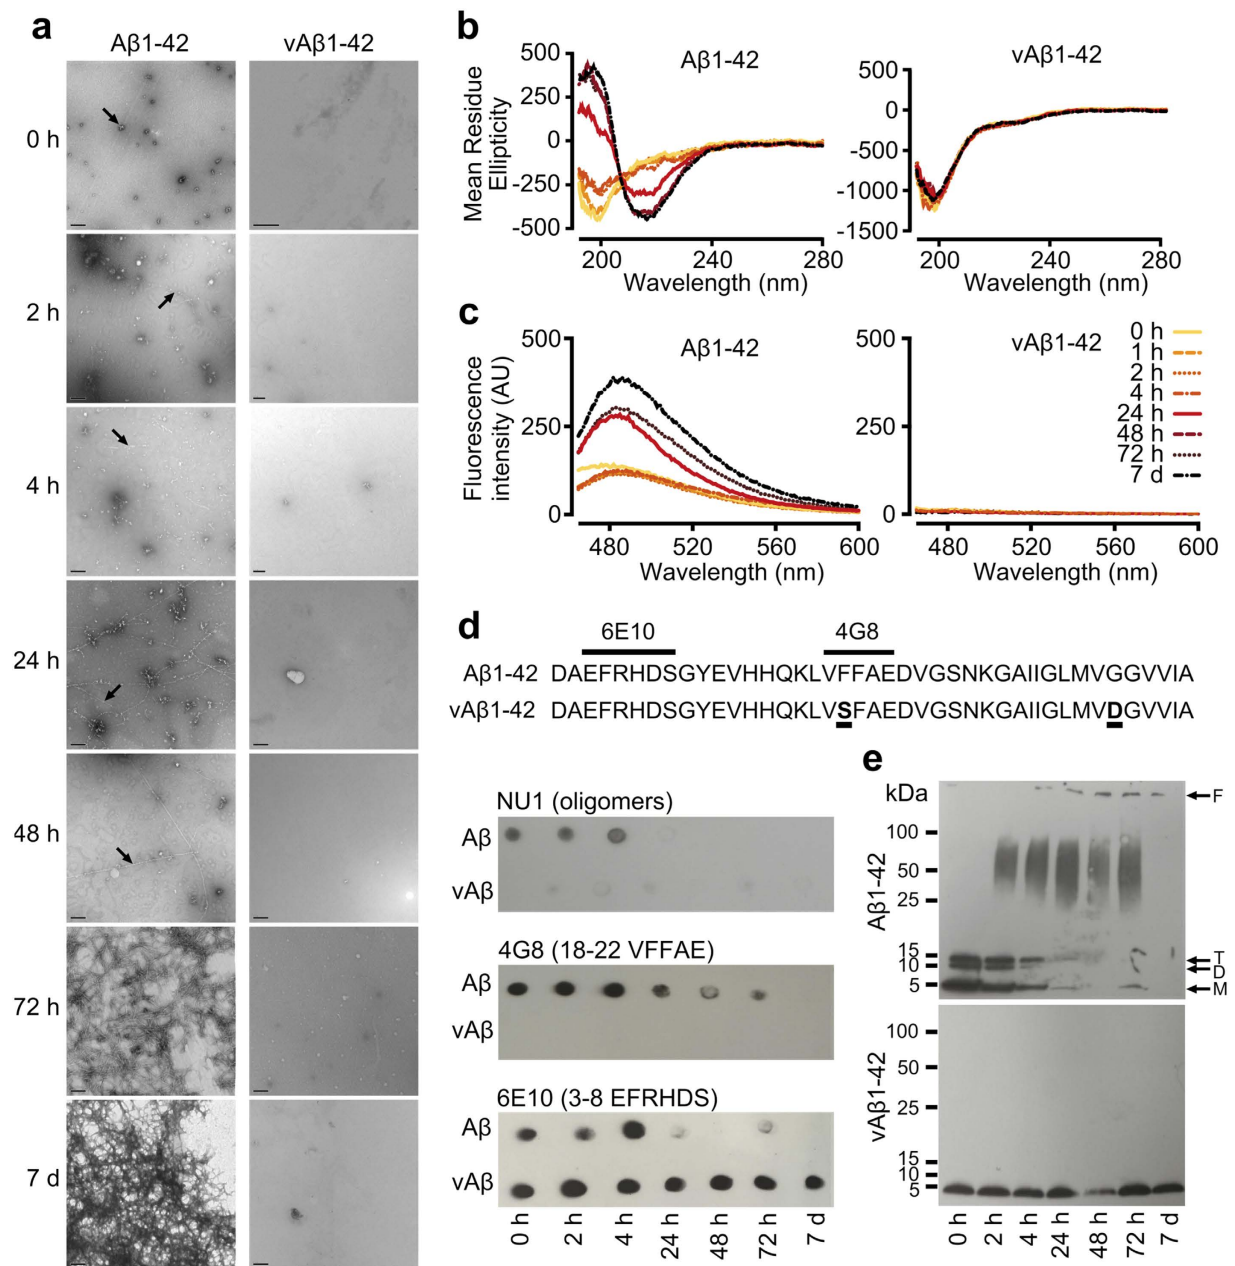 a
Aβ1-42
vAβ1-42
0 h
2 h
4 h
24 h
48 h
72 h
7 d
b
Mean Residue
Ellipticity
500
250
0
-250
-500
Aβ1-42
200
240
280
Wavelength (nm)
vAβ1-42
500
0
-500
-1000
-1500
200
240
280
Wavelength (nm)
c
Fluorescence
intensity (AU)
500
250
0
Aβ1-42
480
520
560
600
Wavelength (nm)
500
250
0
vAβ1-42
480
520
560
600
Wavelength (nm)
0 h
1 h
2 h
4 h
24 h
48 h
72 h
7 d
d
6E10
4G8
Aβ1-42 DAEFRHDSGYEVHHQKLVFFAEDVGSNKGAIIGLMVGGVVIA
vAβ1-42 DAEFRHDSGYEVHHQKLVSFAEDVGSNKGAIIGLMVDGVVIA
NU1 (oligomers)
Aβ
vAβ
4G8 (18-22 VFFAE)
Aβ
vAβ
6E10 (3-8 EFRHDS)
Aβ
vAβ
0 h
2 h
4 h
24 h
48 h
72 h
7 d
e
kDa
Aβ1-42
100
50
25
15
10
5
F
T
D
M
vAβ1-42
100
50
25
15
10
5
0 h
2 h
4 h
24 h
48 h
72 h
7 d